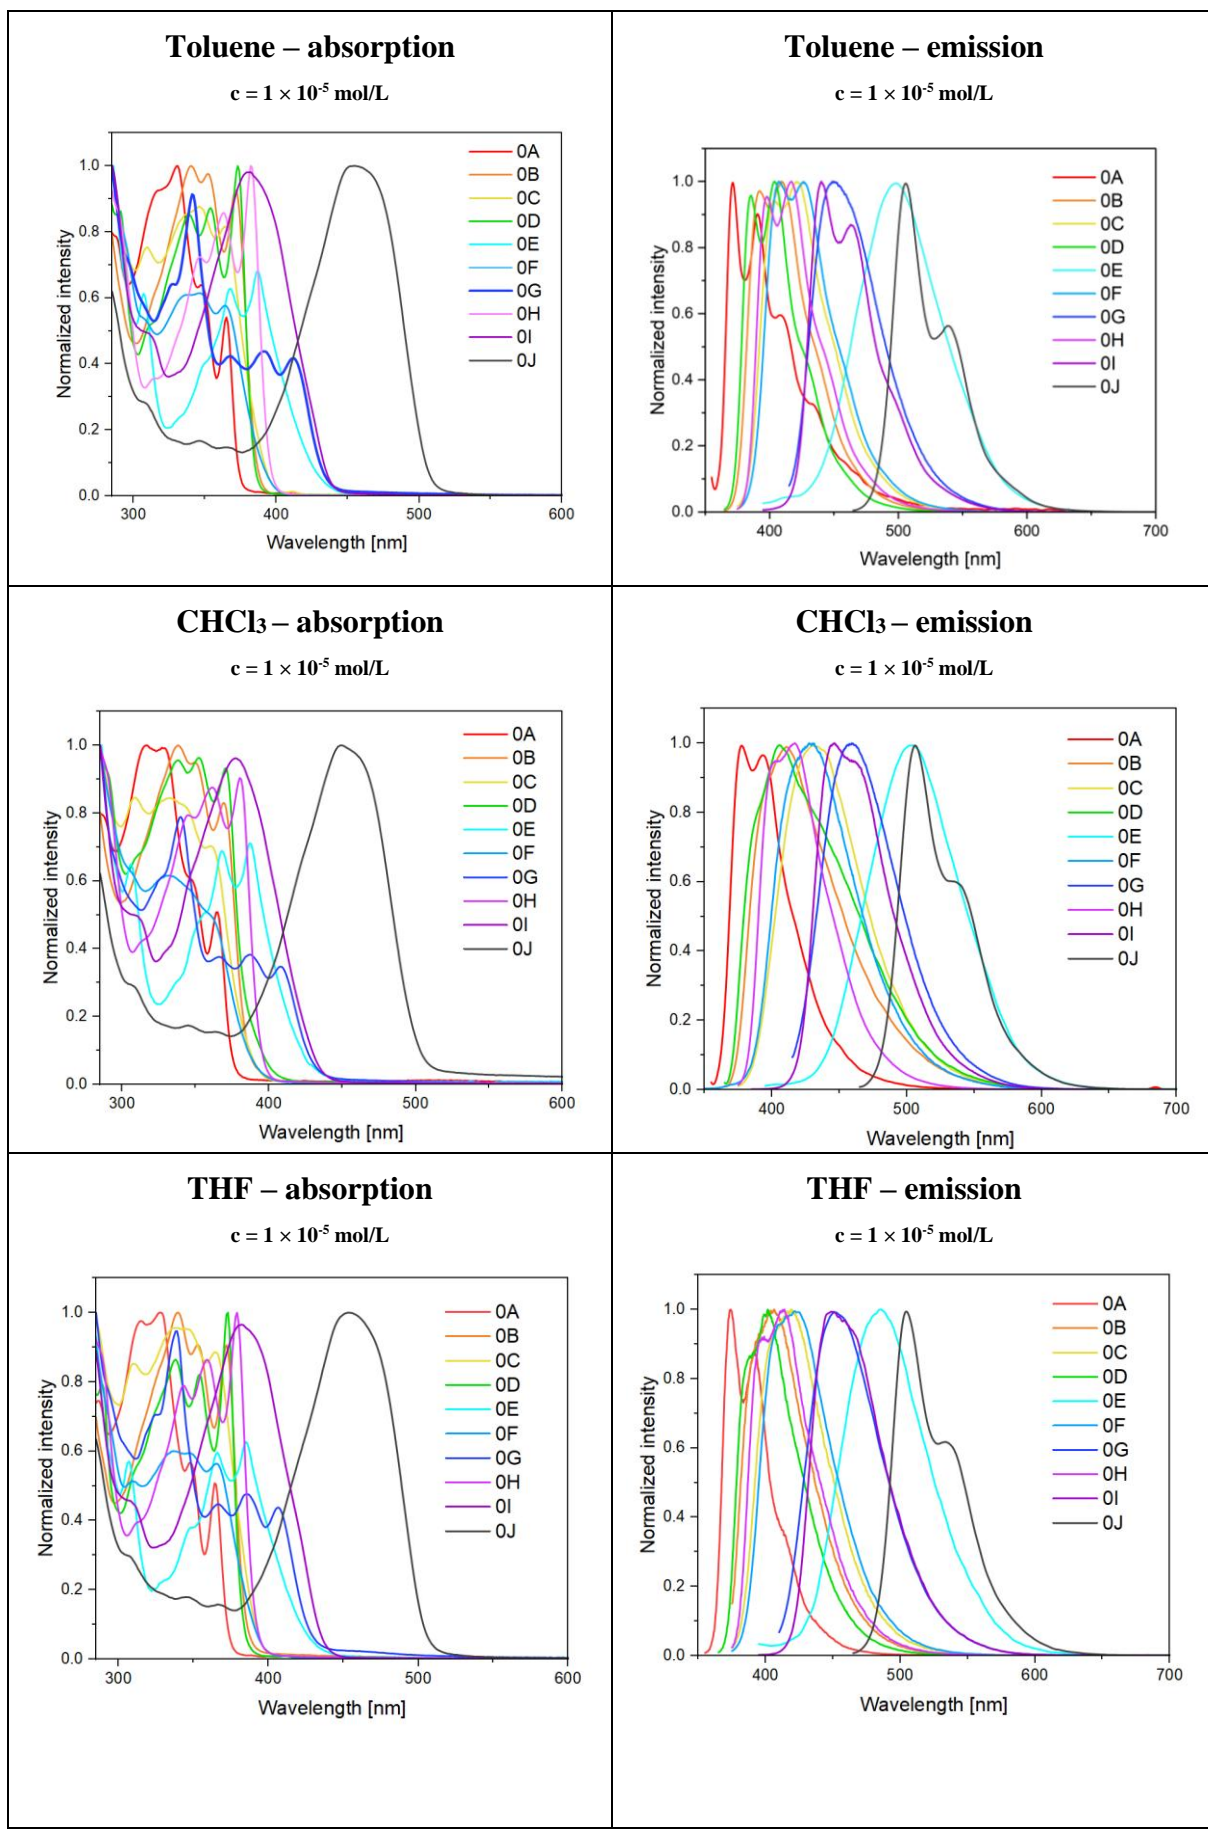 Toluene – absorption
c = 1 × 10⁻⁵ mol/L
Normalized intensity
1.0
0.8
0.6
0.4
0.2
0.0
300
400
500
600
Wavelength [nm]
0A
0B
0C
0D
0E
0F
0G
0H
0I
0J
Toluene – emission
c = 1 × 10⁻⁵ mol/L
Normalized intensity
1.0
0.8
0.6
0.4
0.2
0.0
400
500
600
700
Wavelength [nm]
0A
0B
0C
0D
0E
0F
0G
0H
0I
0J
CHCl₃ – absorption
c = 1 × 10⁻⁵ mol/L
Normalized intensity
1.0
0.8
0.6
0.4
0.2
0.0
300
400
500
600
Wavelength [nm]
0A
0B
0C
0D
0E
0F
0G
0H
0I
0J
CHCl₃ – emission
c = 1 × 10⁻⁵ mol/L
Normalized intensity
1.0
0.8
0.6
0.4
0.2
0.0
400
500
600
700
Wavelength [nm]
0A
0B
0C
0D
0E
0F
0G
0H
0I
0J
THF – absorption
c = 1 × 10⁻⁵ mol/L
Normalized intensity
1.0
0.8
0.6
0.4
0.2
0.0
300
400
500
600
Wavelength [nm]
0A
0B
0C
0D
0E
0F
0G
0H
0I
0J
THF – emission
c = 1 × 10⁻⁵ mol/L
Normalized intensity
1.0
0.8
0.6
0.4
0.2
0.0
400
500
600
700
Wavelength [nm]
0A
0B
0C
0D
0E
0F
0G
0H
0I
0J